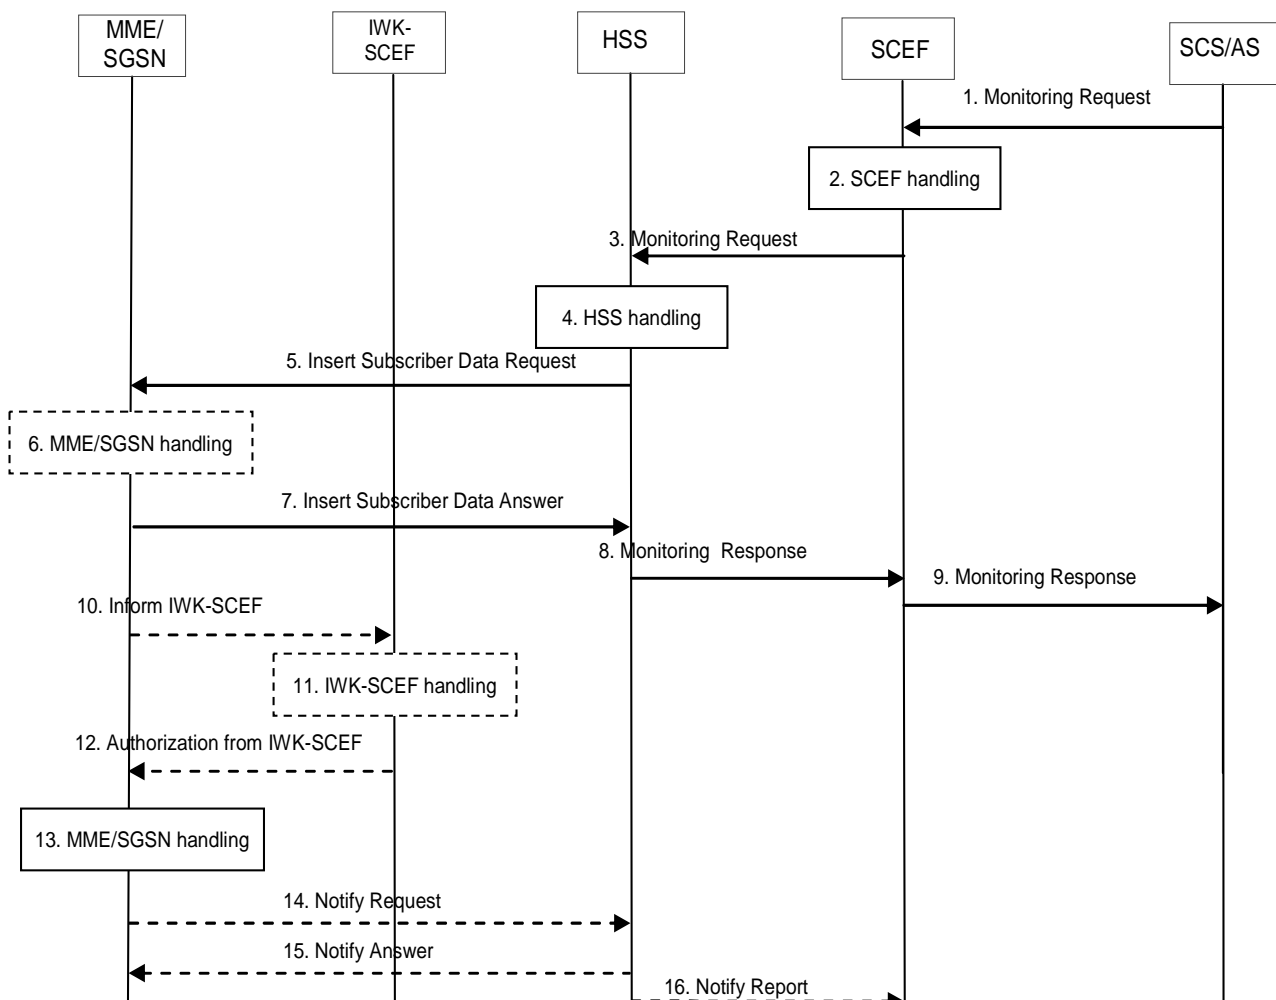 MME/
SGSN
IWK-
SCEF
HSS
SCEF
SCS/AS
1. Monitoring Request
2. SCEF handling
3. Monitoring Request
4. HSS handling
5. Insert Subscriber Data Request
6. MME/SGSN handling
7. Insert Subscriber Data Answer
8. Monitoring Response
9. Monitoring Response
10. Inform IWK-SCEF
11. IWK-SCEF handling
12. Authorization from IWK-SCEF
13. MME/SGSN handling
14. Notify Request
15. Notify Answer
16. Notify Report